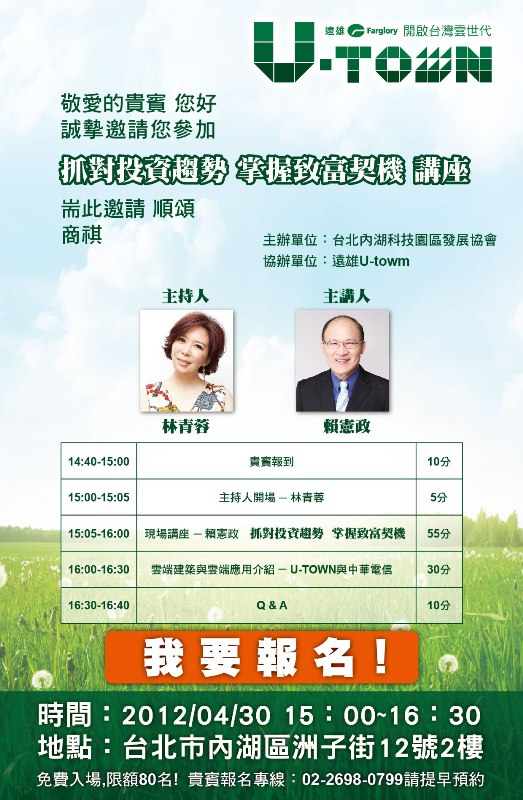 遠雄 Farglory 開啟台灣雲世代
U-TOWN
敬愛的貴賓 您好
誠摯邀請您參加
抓對投資趨勢 掌握致富契機 講座
耑此邀請 順頌
商祺
主辦單位：台北內湖科技園區發展協會
協辦單位：遠雄U-towm
主持人 主講人
林青蓉 賴憲政
14:40-15:00 貴賓報到 10分
15:00-15:05 主持人開場 － 林青蓉 5分
15:05-16:00 現場講座 － 賴憲政 抓對投資趨勢 掌握致富契機 55分
16:00-16:30 雲端建築與雲端應用介紹 － U-TOWN與中華電信 30分
16:30-16:40 Q & A 10分
我要報名！
時間：2012/04/30 15：00~16：30
地點：台北市內湖區洲子街12號2樓
免費入場,限額80名! 貴賓報名專線：02-2698-0799請提早預約